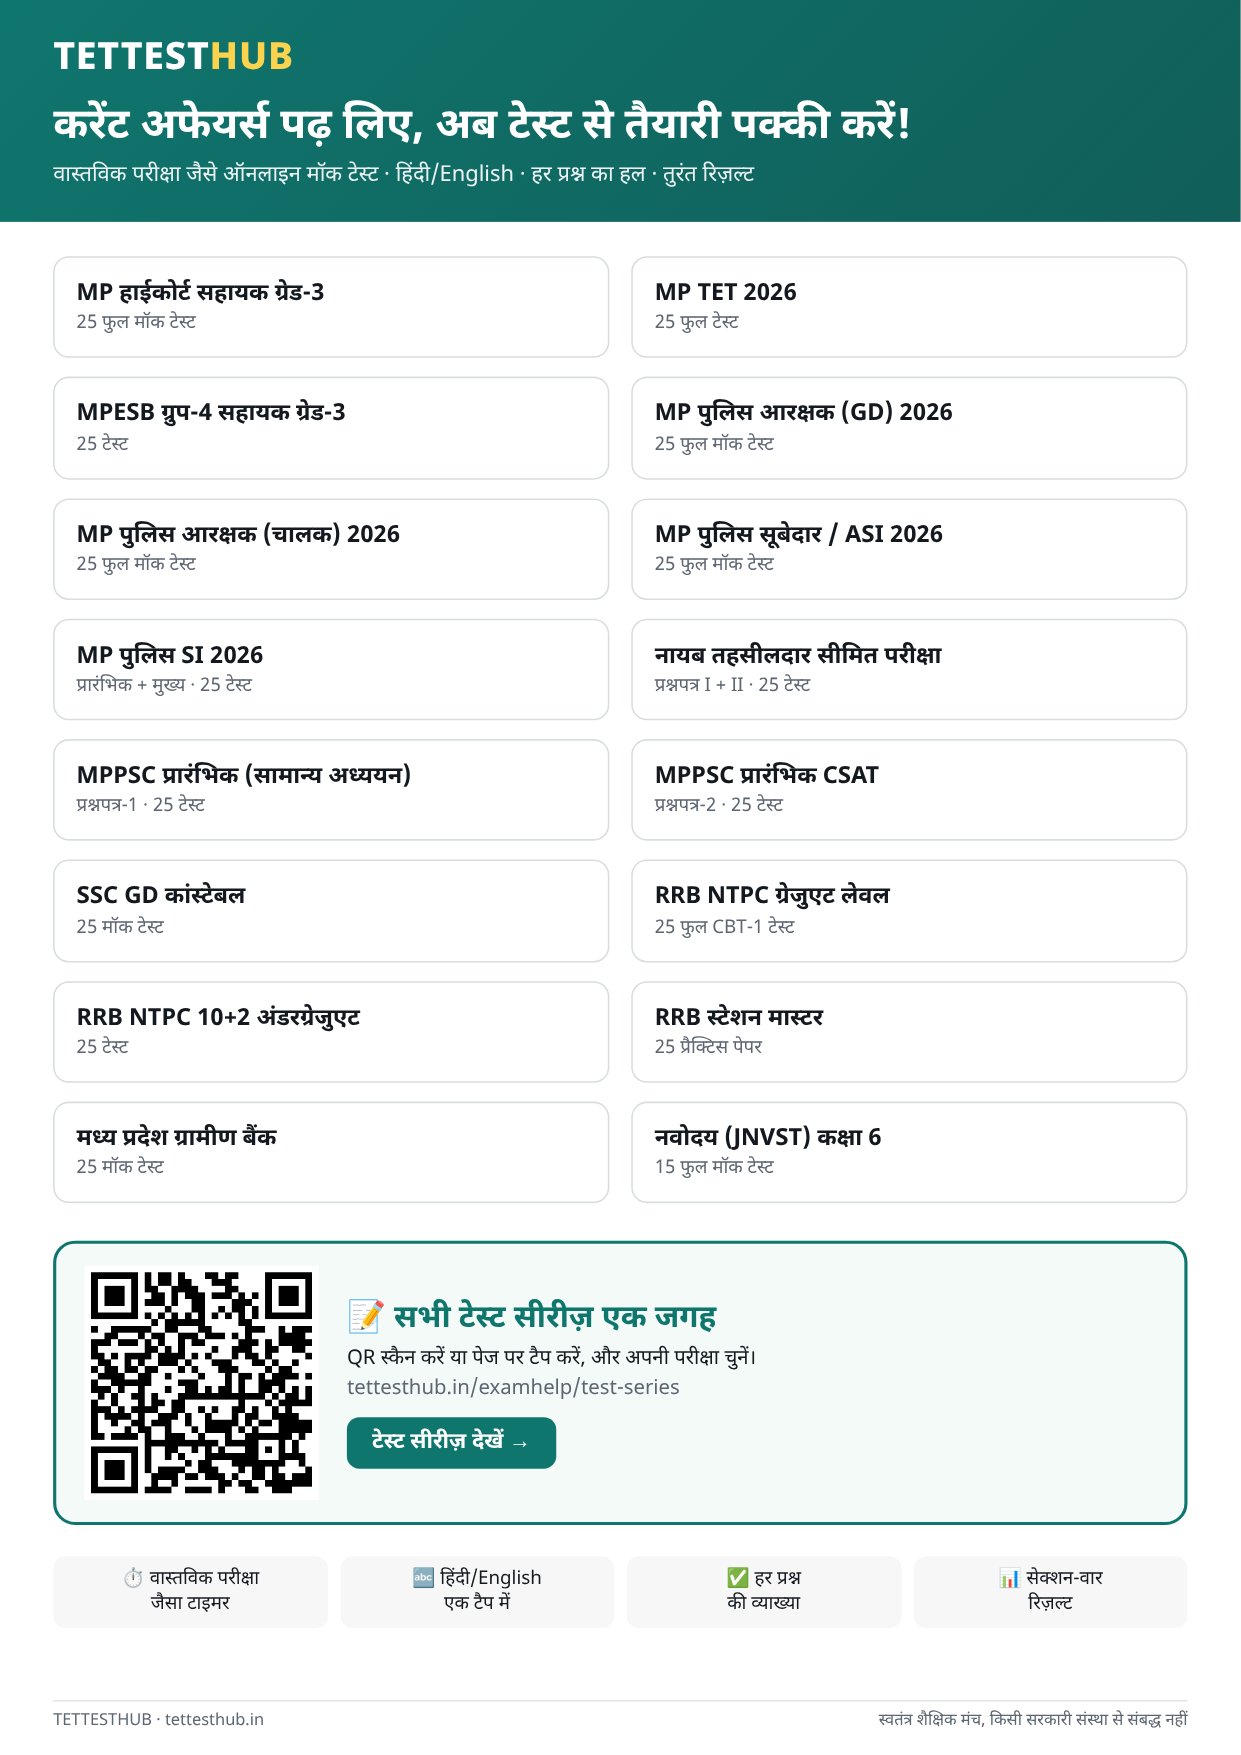 TETTESTHUB
करेंट अफेयर्स पढ़ लिए, अब टेस्ट से तैयारी पक्की करें!
वास्तविक परीक्षा जैसे ऑनलाइन मॉक टेस्ट · हिंदी/English · हर प्रश्न का हल · तुरंत रिज़ल्ट
MP हाईकोर्ट सहायक ग्रेड-3
25 फुल मॉक टेस्ट
MP TET 2026
25 फुल टेस्ट
MPESB ग्रुप-4 सहायक ग्रेड-3
25 टेस्ट
MP पुलिस आरक्षक (GD) 2026
25 फुल मॉक टेस्ट
MP पुलिस आरक्षक (चालक) 2026
25 फुल मॉक टेस्ट
MP पुलिस सूबेदार / ASI 2026
25 फुल मॉक टेस्ट
MP पुलिस SI 2026
प्रारंभिक + मुख्य · 25 टेस्ट
नायब तहसीलदार सीमित परीक्षा
प्रश्नपत्र I + II · 25 टेस्ट
MPPSC प्रारंभिक (सामान्य अध्ययन)
प्रश्नपत्र-1 · 25 टेस्ट
MPPSC प्रारंभिक CSAT
प्रश्नपत्र-2 · 25 टेस्ट
SSC GD कांस्टेबल
25 मॉक टेस्ट
RRB NTPC ग्रेजुएट लेवल
25 फुल CBT-1 टेस्ट
RRB NTPC 10+2 अंडरग्रेजुएट
25 टेस्ट
RRB स्टेशन मास्टर
25 प्रैक्टिस पेपर
मध्य प्रदेश ग्रामीण बैंक
25 मॉक टेस्ट
नवोदय (JNVST) कक्षा 6
15 फुल मॉक टेस्ट
📝 सभी टेस्ट सीरीज़ एक जगह
QR स्कैन करें या पेज पर टैप करें, और अपनी परीक्षा चुनें।
tettesthub.in/examhelp/test-series
टेस्ट सीरीज़ देखें →
⏱️ वास्तविक परीक्षा
जैसा टाइमर
🔤 हिंदी/English
एक टैप में
✅ हर प्रश्न
की व्याख्या
📊 सेक्शन-वार
रिज़ल्ट
TETTESTHUB · tettesthub.in
स्वतंत्र शैक्षिक मंच, किसी सरकारी संस्था से संबद्ध नहीं